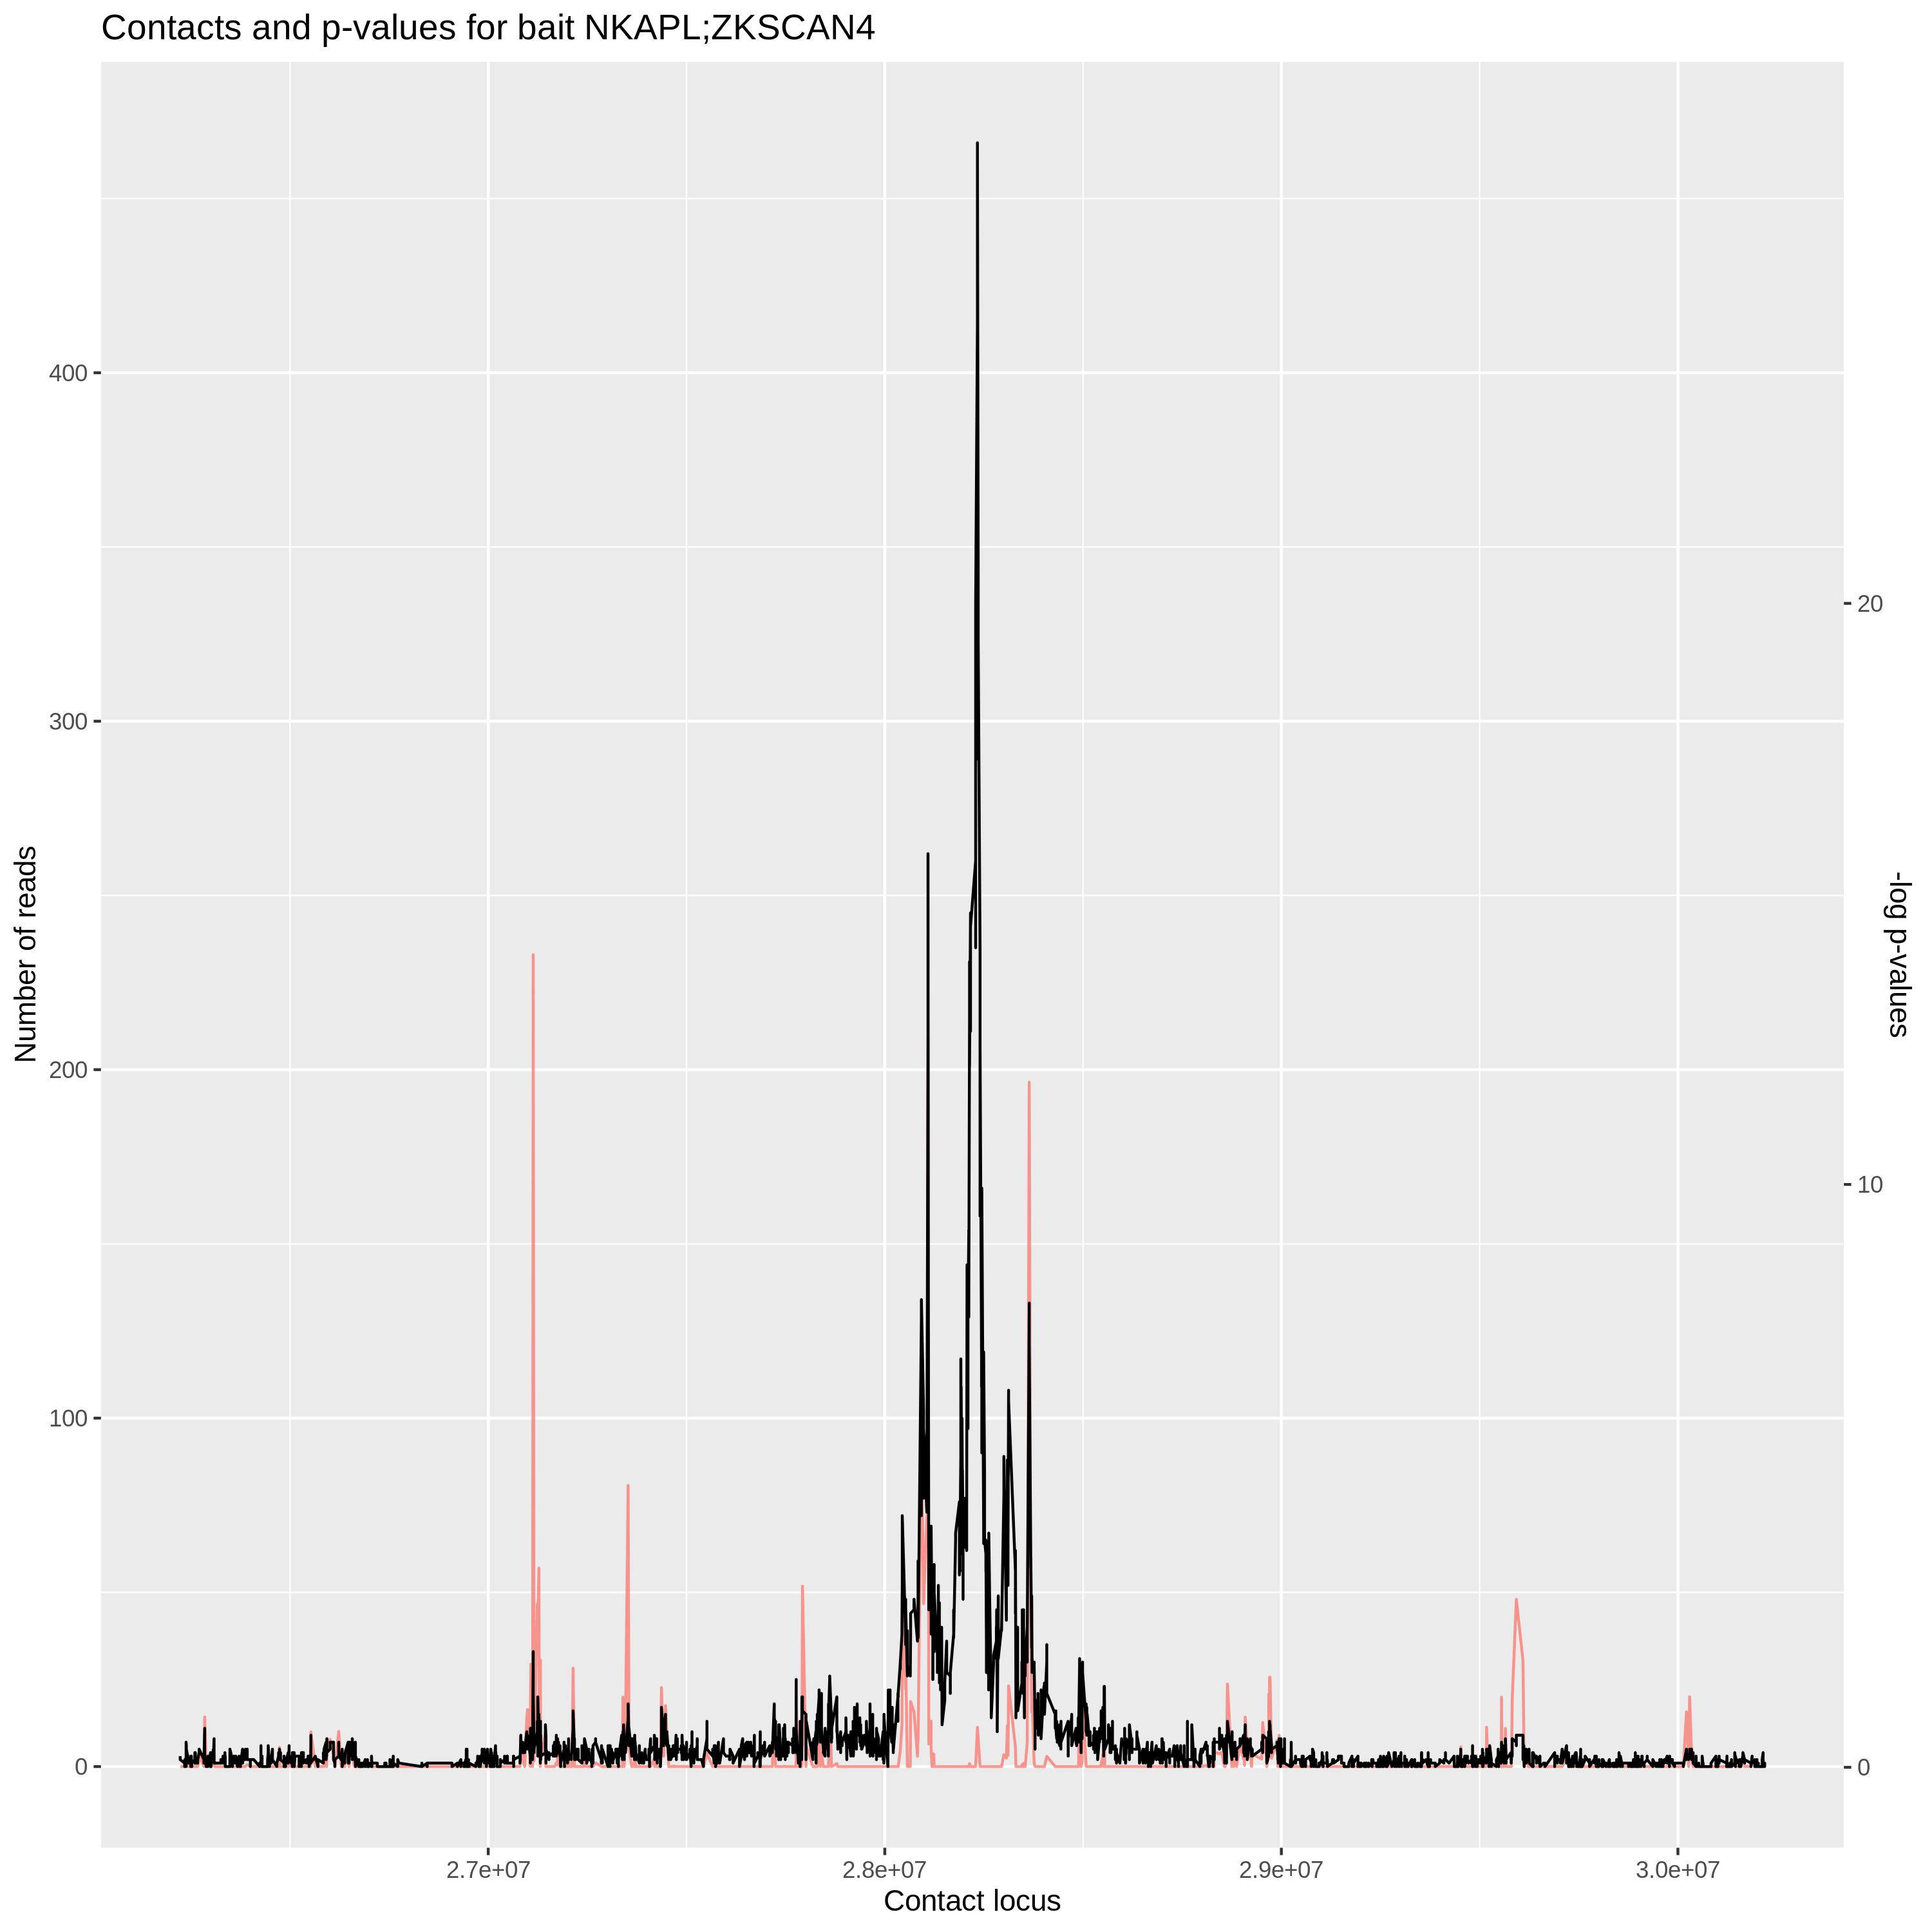 Contacts and p-values for bait NKAPL;ZKSCAN4
400
300
200
100
0
Number of reads
20
10
0
-log p-values
2.7e+07
2.8e+07
2.9e+07
3.0e+07
Contact locus